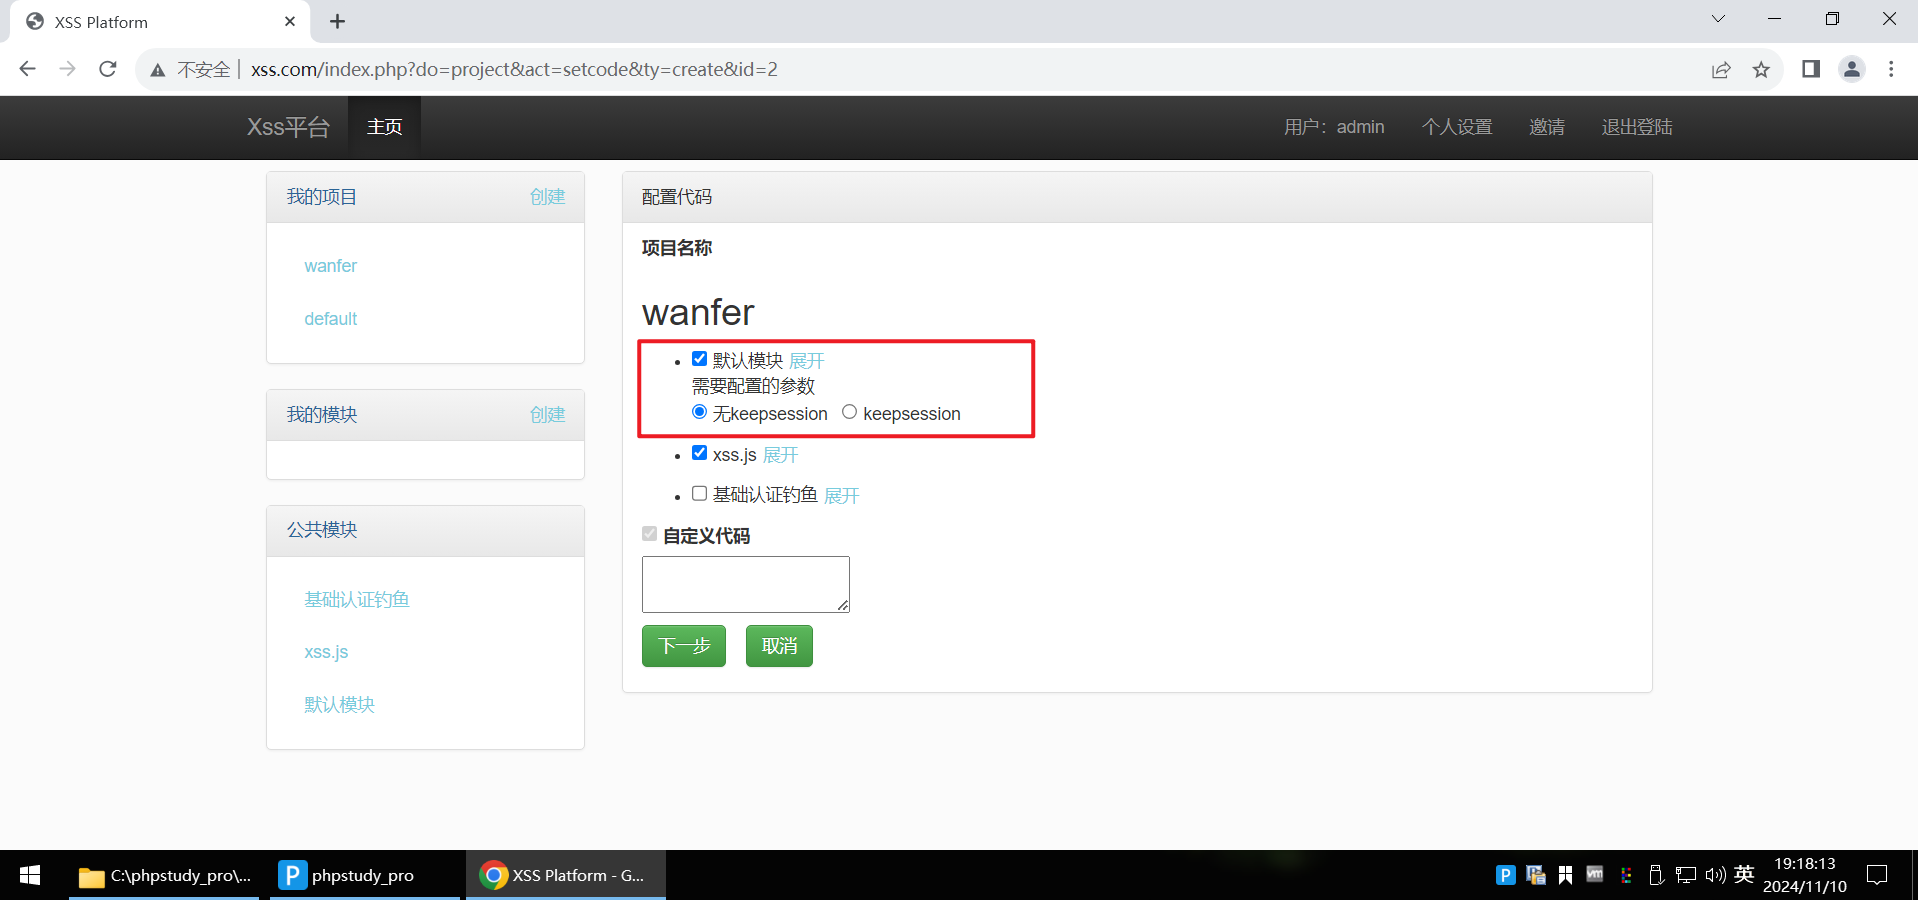 XSS Platform
不安全 xss.com/index.php?do=project&act=setcode&ty=create&id=2
Xss平台 主页 用户：admin 个人设置 邀请 退出登陆
我的项目 创建
wanfer
default
我的模块 创建
公共模块
基础认证钓鱼
xss.js
默认模块
配置代码
项目名称
wanfer
默认模块 展开
需要配置的参数
无keepsession keepsession
xss.js 展开
基础认证钓鱼 展开
自定义代码
下一步 取消
C:\phpstudy_pro\... P phpstudy_pro XSS Platform - G... P vm 英 19:18:13
2024/11/10